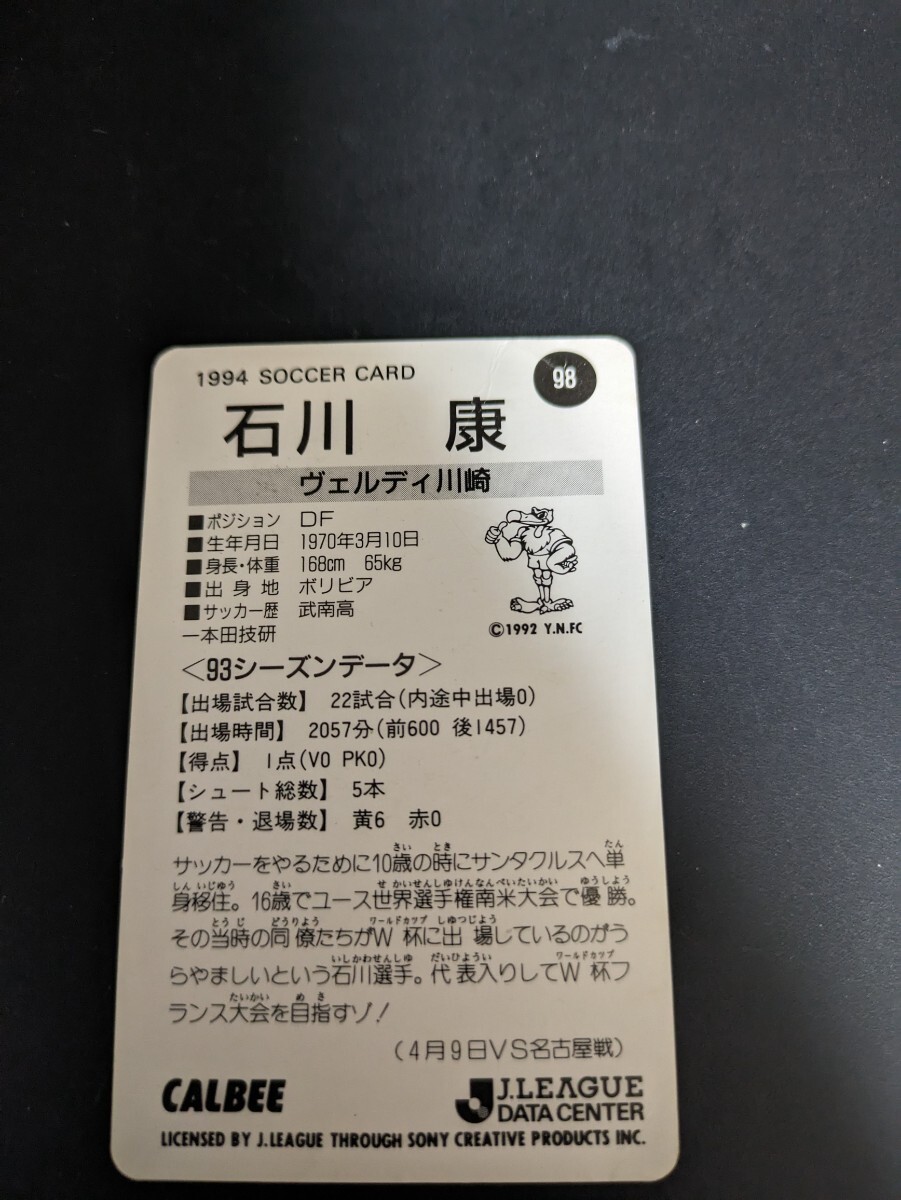 1994 SOCCER CARD
98
石川 康
ヴェルディ川崎
■ポジション DF
■生年月日 1970年3月10日
■身長・体重 168cm 65kg
■出身地 ボリビア
■サッカー歴 武南高
―本田技研
©1992 Y.N.FC
<93シーズンデータ>
【出場試合数】 22試合(内途中出場0)
【出場時間】 2057分(前600 後1457)
【得点】 1点(V0 PK0)
【シュート総数】 5本
【警告・退場数】 黄6 赤0
サッカーをやるために10歳の時にサンタクルスへ単
身移住。16歳でユース世界選手権南米大会で優勝。
その当時の同僚たちがW杯に出場しているのがう
らやましいという石川選手。代表入りしてW杯フ
ランス大会を目指すゾ!
(4月9日VS名古屋戦)
CALBEE
J.LEAGUE
DATA CENTER
LICENSED BY J.LEAGUE THROUGH SONY CREATIVE PRODUCTS INC.